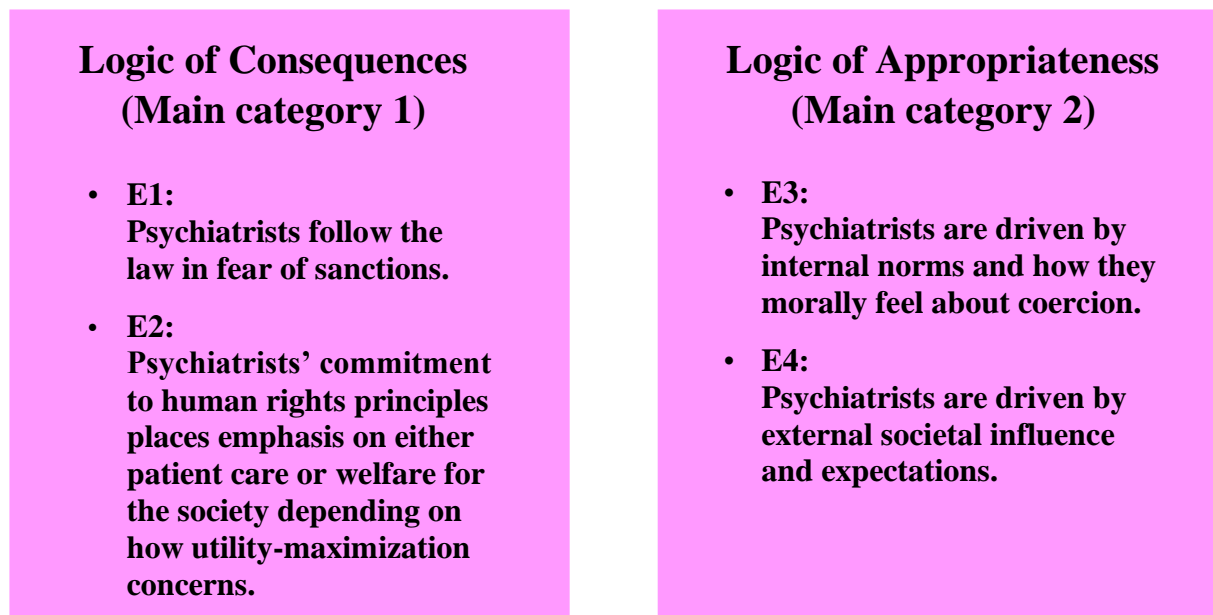 Logic of Consequences
(Main category 1)
• E1:
Psychiatrists follow the
law in fear of sanctions.
• E2:
Psychiatrists’ commitment
to human rights principles
places emphasis on either
patient care or welfare for
the society depending on
how utility-maximization
concerns.
Logic of Appropriateness
(Main category 2)
• E3:
Psychiatrists are driven by
internal norms and how they
morally feel about coercion.
• E4:
Psychiatrists are driven by
external societal influence
and expectations.